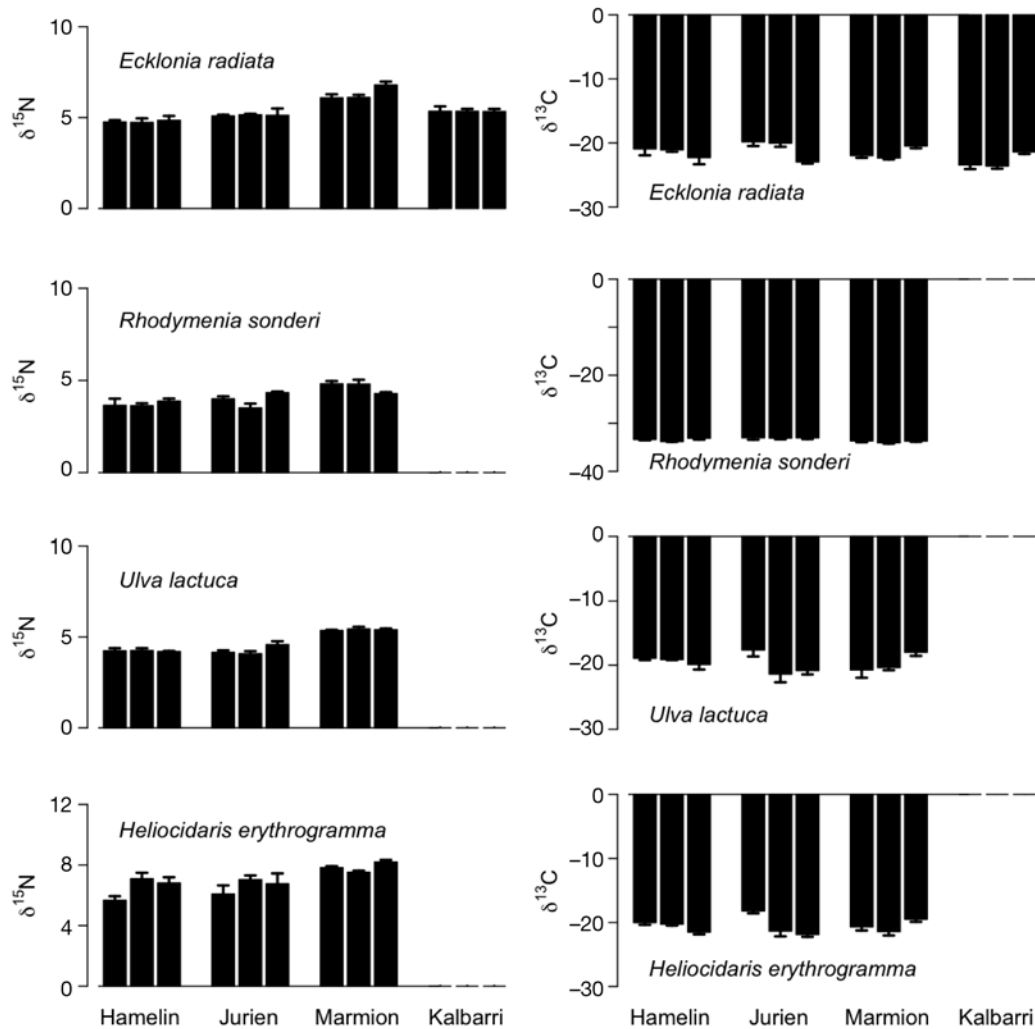 10
5
0
δ15N
Ecklonia radiata
0
−10
−20
−30
δ13C
Ecklonia radiata
10
5
0
δ15N
Rhodymenia sonderi
0
−20
−40
δ13C
Rhodymenia sonderi
10
5
0
δ15N
Ulva lactuca
0
−10
−20
−30
δ13C
Ulva lactuca
12
8
4
0
δ15N
Heliocidaris erythrogramma
0
−10
−20
−30
δ13C
Heliocidaris erythrogramma
Hamelin Jurien Marmion Kalbarri
Hamelin Jurien Marmion Kalbarri